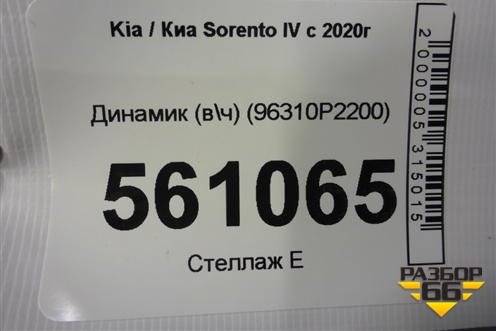 Kia / Киа Sorento IV с 2020г
Динамик (в\ч) (96310P2200)
561065
Стеллаж Е
2000005315015
РАЗБОР
66